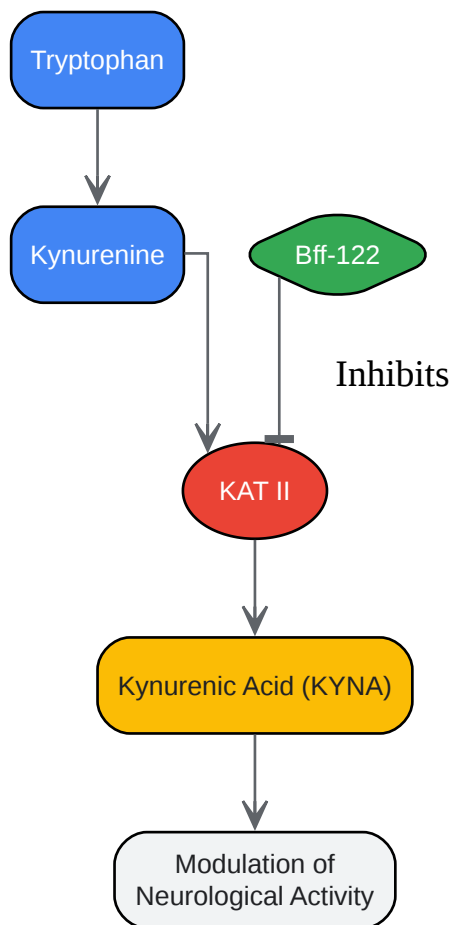 Tryptophan
Kynurenine
Bff-122
Inhibits
KAT II
Kynurenic Acid (KYNA)
Modulation of
Neurological Activity